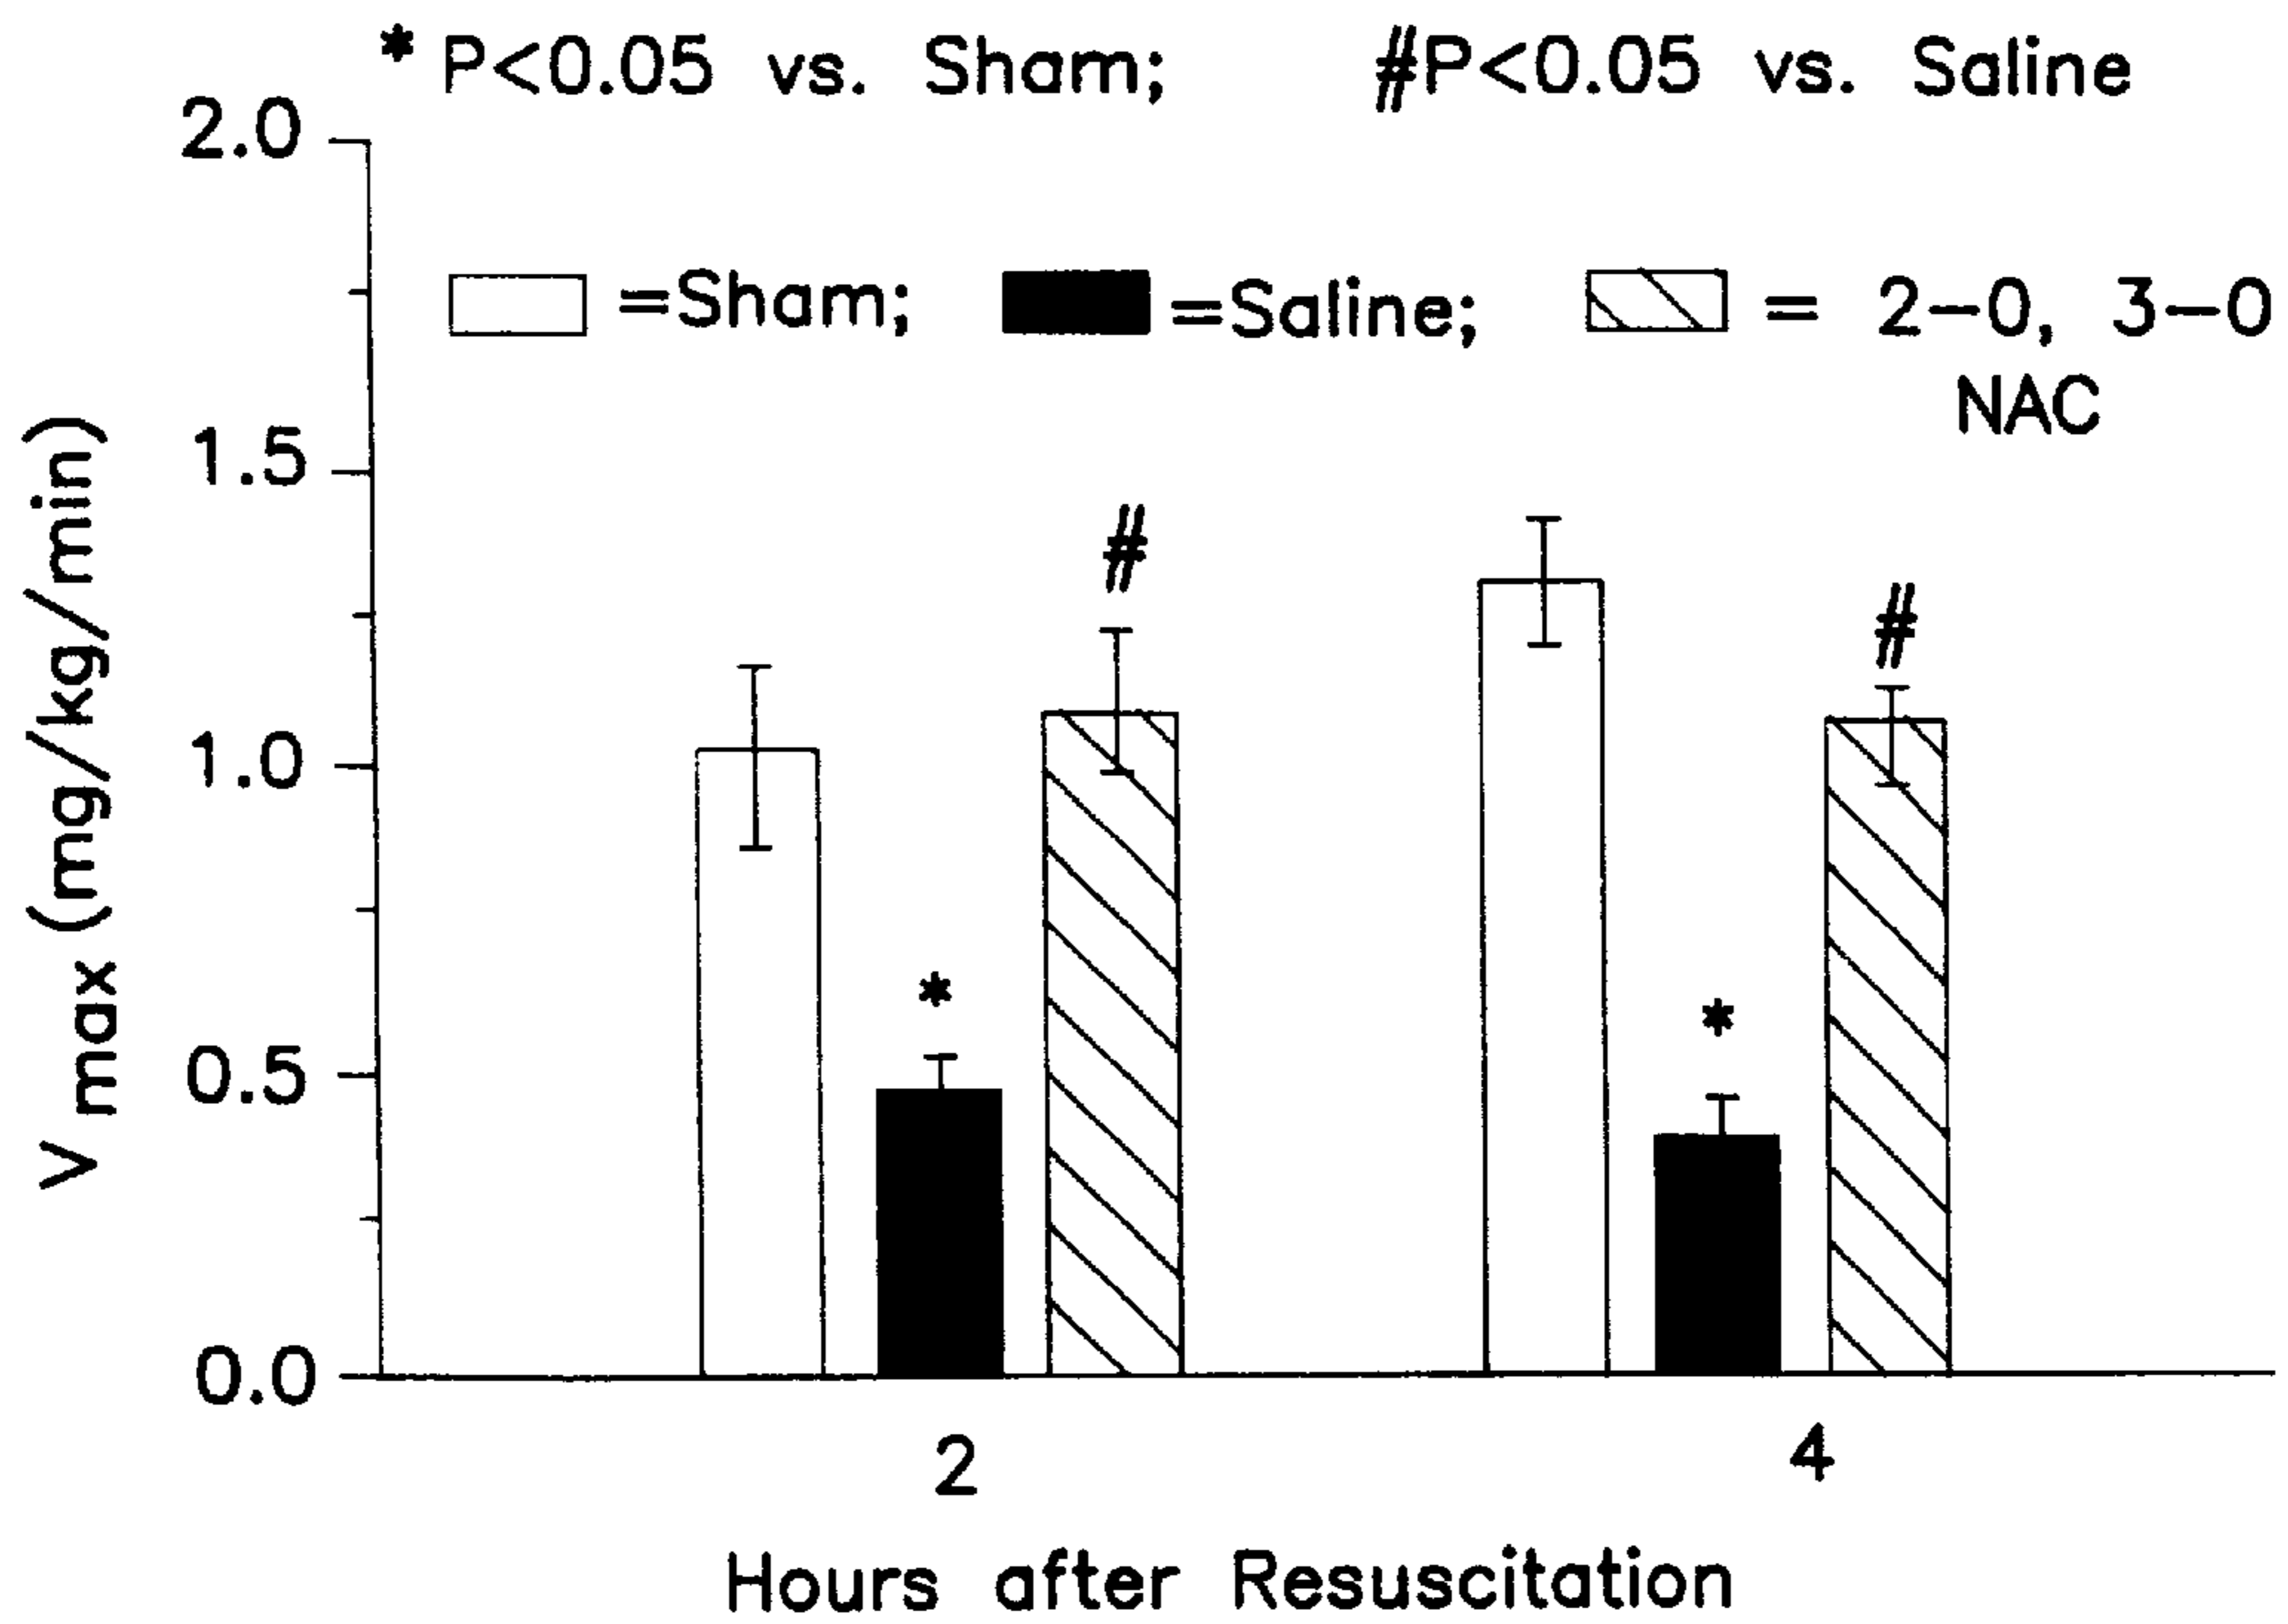 * P<0.05 vs. Sham; #P<0.05 vs. Saline
2.0
=Sham; =Saline; = 2-0, 3-0
NAC
1.5
1.0
0.5
0.0
V max (mg/kg/min)
#
#
*
*
2 4
Hours after Resuscitation